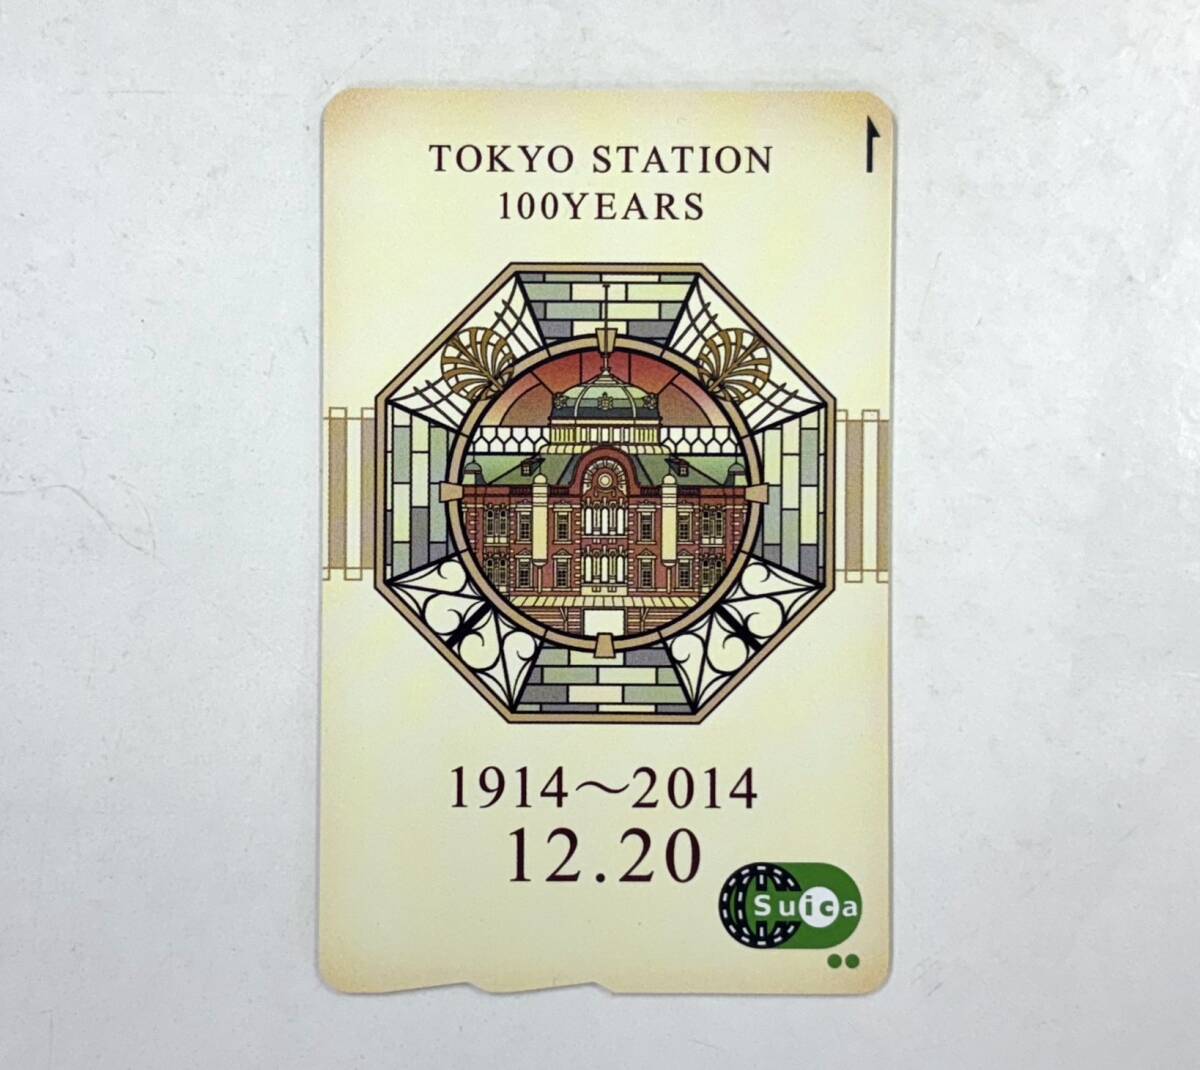 TOKYO STATION
100YEARS
1914～2014
12.20
Suica